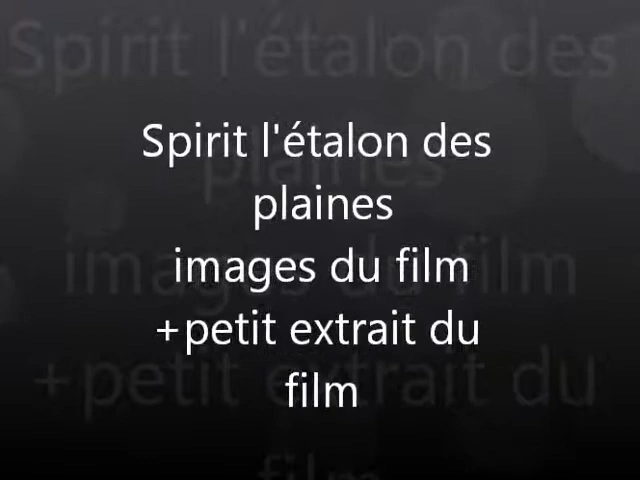 Spirit l'étalon des
plaines
images du film
+petit extrait du
film